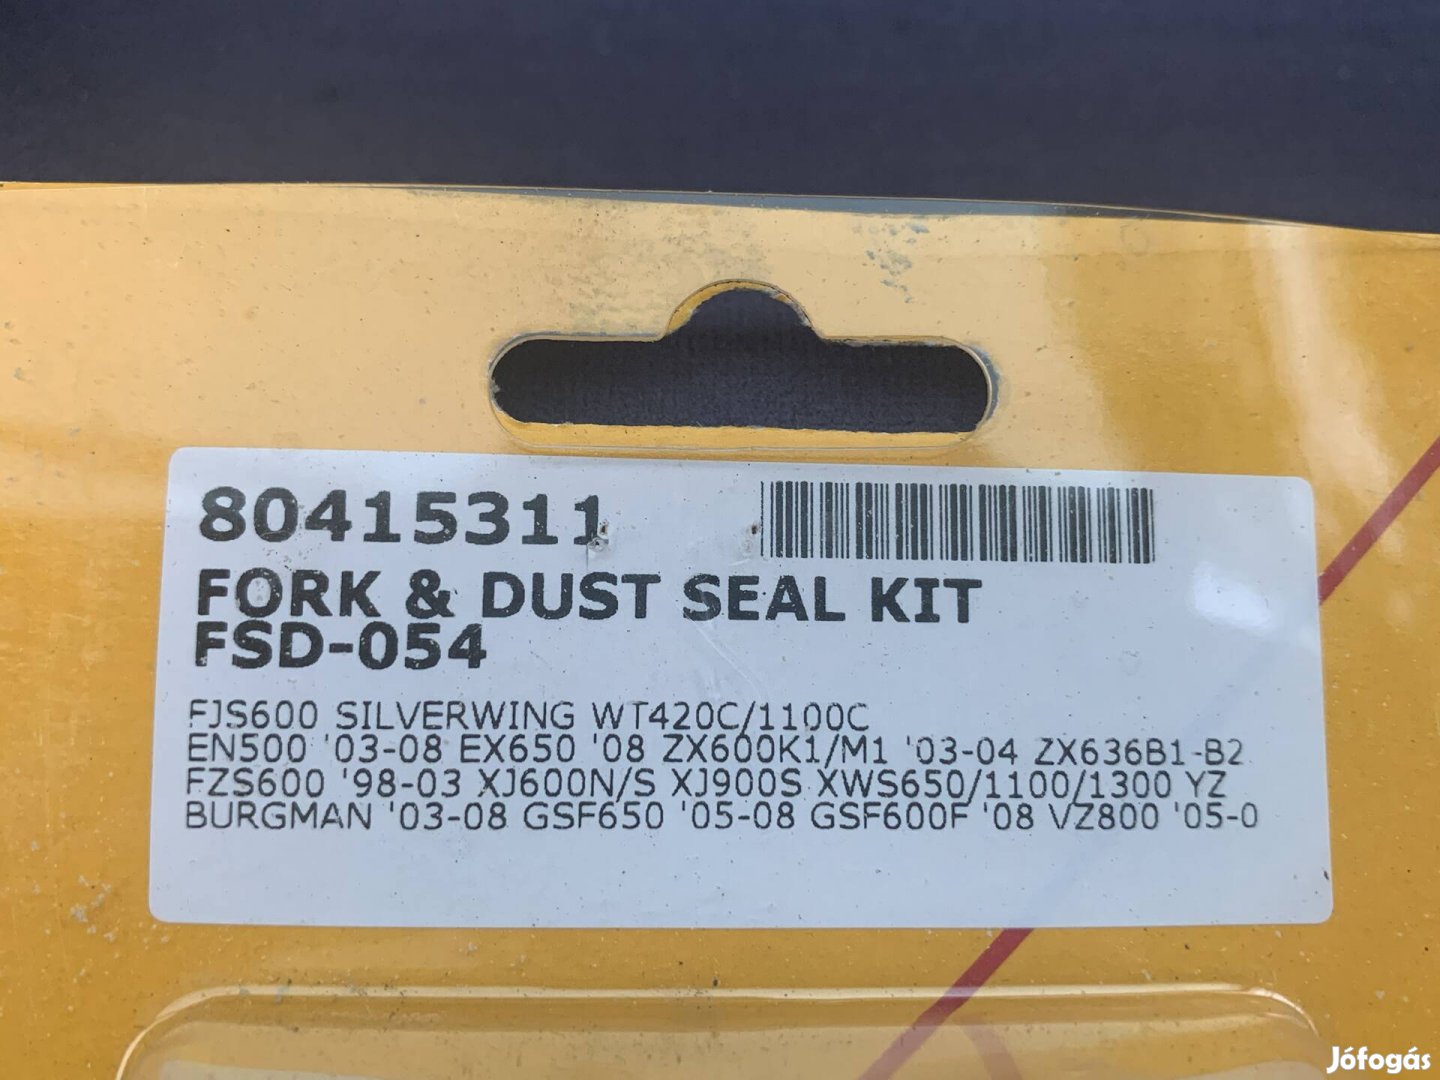 80415311
FORK & DUST SEAL KIT
FSD-054
FJS600 SILVERWING WT420C/1100C
EN500 '03-08 EX650 '08 ZX600K1/M1 '03-04 ZX636B1-B2
FZS600 '98-03 XJ600N/S XJ900S XWS650/1100/1300 YZ
BURGMAN '03-08 GSF650 '05-08 GSF600F '08 VZ800 '05-0
Jófogás